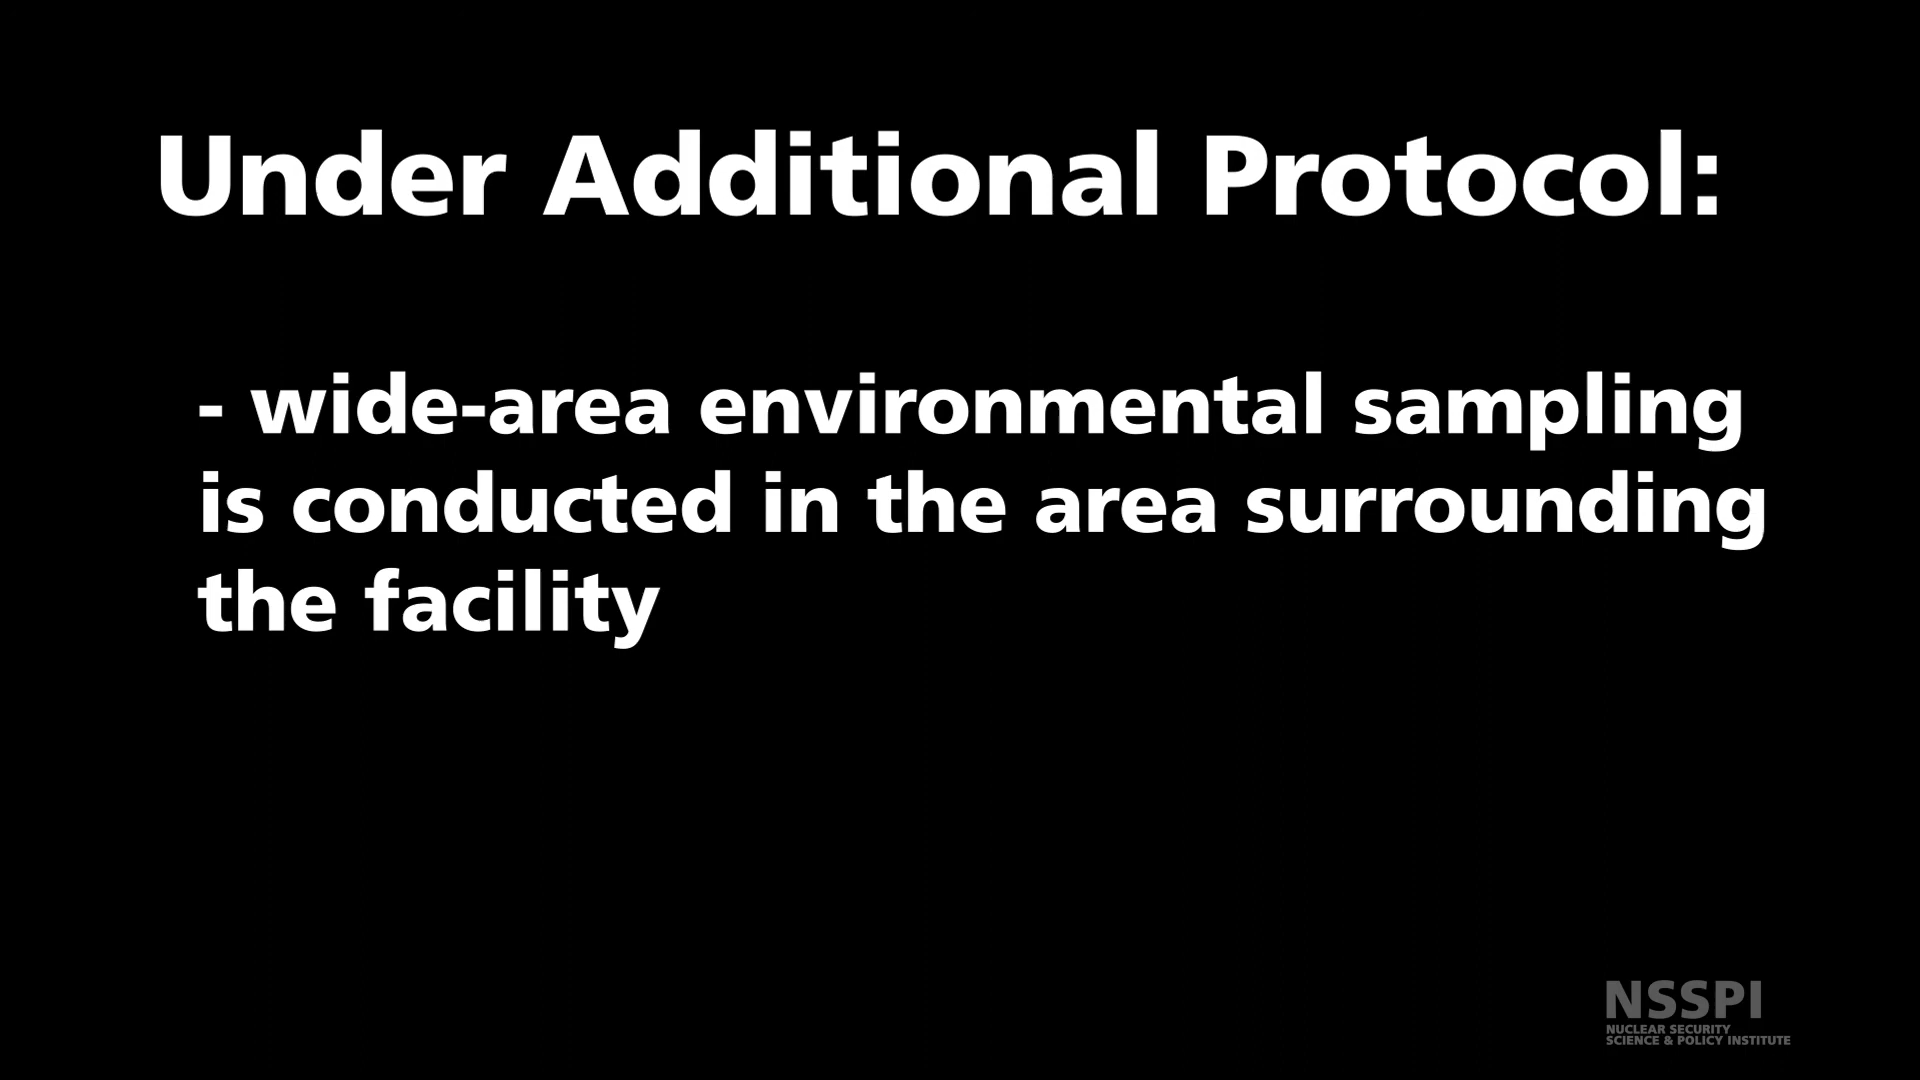 Under Additional Protocol:
- wide-area environmental sampling
is conducted in the area surrounding
the facility
NSSPI
NUCLEAR SECURITY
SCIENCE & POLICY INSTITUTE